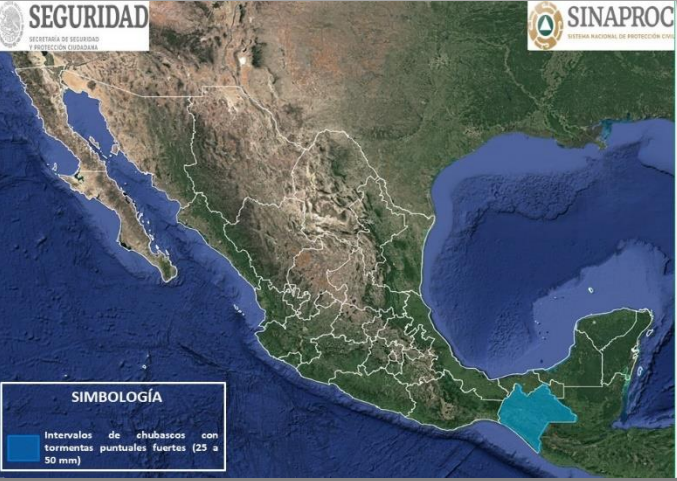 SEGURIDAD
SECRETARÍA DE SEGURIDAD
Y PROTECCIÓN CIUDADANA
SINAPROC
SISTEMA NACIONAL DE PROTECCIÓN CIVIL
SIMBOLOGÍA
Intervalos de chubascos con
tormentas puntuales fuertes (25 a
50 mm)